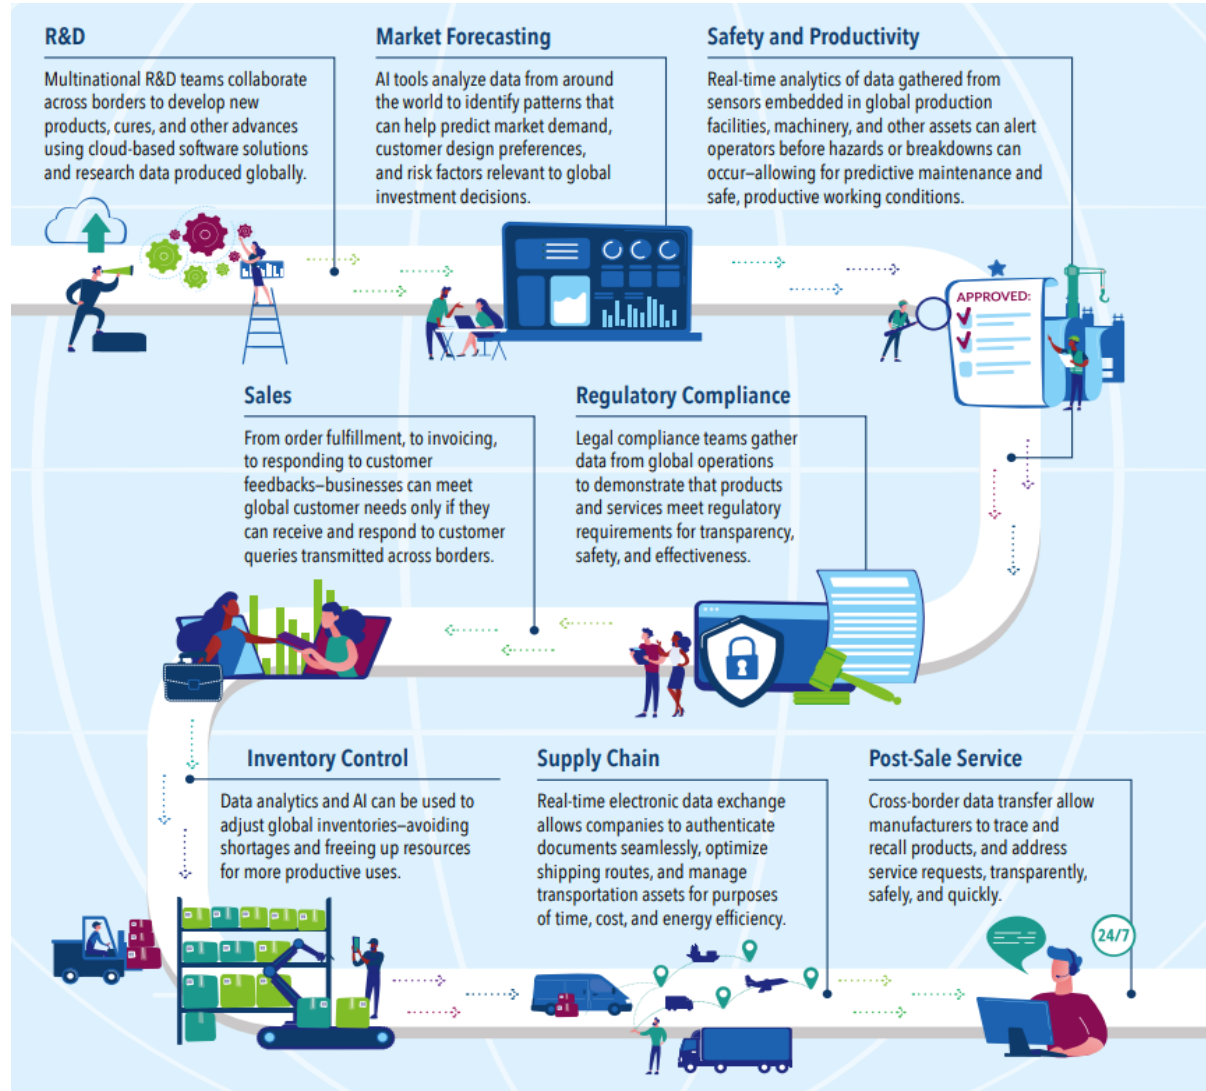 R&D
Multinational R&D teams collaborate
across borders to develop new
products, cures, and other advances
using cloud-based software solutions
and research data produced globally.
Market Forecasting
AI tools analyze data from around
the world to identify patterns that
can help predict market demand,
customer design preferences,
and risk factors relevant to global
investment decisions.
Safety and Productivity
Real-time analytics of data gathered from
sensors embedded in global production
facilities, machinery, and other assets can alert
operators before hazards or breakdowns can
occur—allowing for predictive maintenance and
safe, productive working conditions.
APPROVED:
Regulatory Compliance
Legal compliance teams gather
data from global operations
to demonstrate that products
and services meet regulatory
requirements for transparency,
safety, and effectiveness.
Sales
From order fulfillment, to invoicing,
to responding to customer
feedbacks—businesses can meet
global customer needs only if they
can receive and respond to customer
queries transmitted across borders.
Inventory Control
Data analytics and AI can be used to
adjust global inventories—avoiding
shortages and freeing up resources
for more productive uses.
Supply Chain
Real-time electronic data exchange
allows companies to authenticate
documents seamlessly, optimize
shipping routes, and manage
transportation assets for purposes
of time, cost, and energy efficiency.
Post-Sale Service
Cross-border data transfer allow
manufacturers to trace and
recall products, and address
service requests, transparently,
safely, and quickly.
24/7